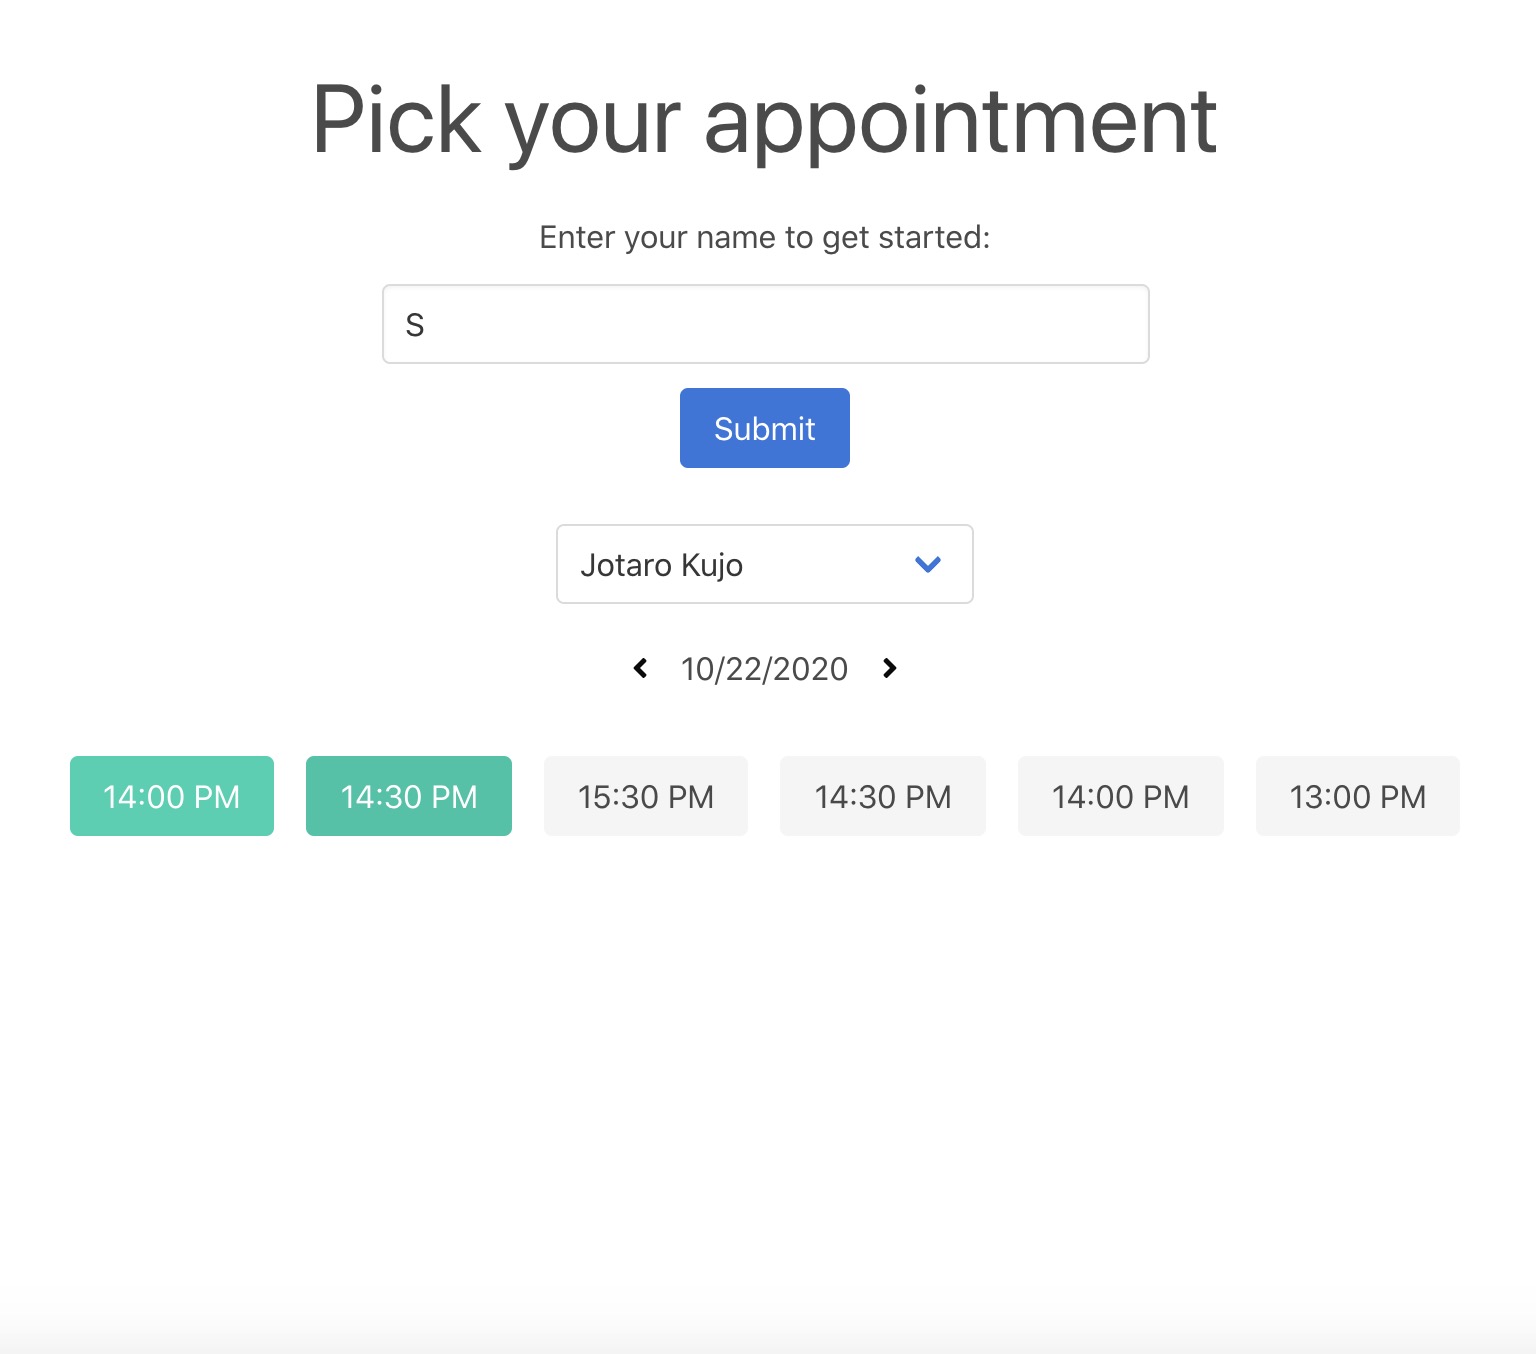 Pick your appointment
Enter your name to get started:
S
Submit
Jotaro Kujo
10/22/2020
14:00 PM 14:30 PM 15:30 PM 14:30 PM 14:00 PM 13:00 PM